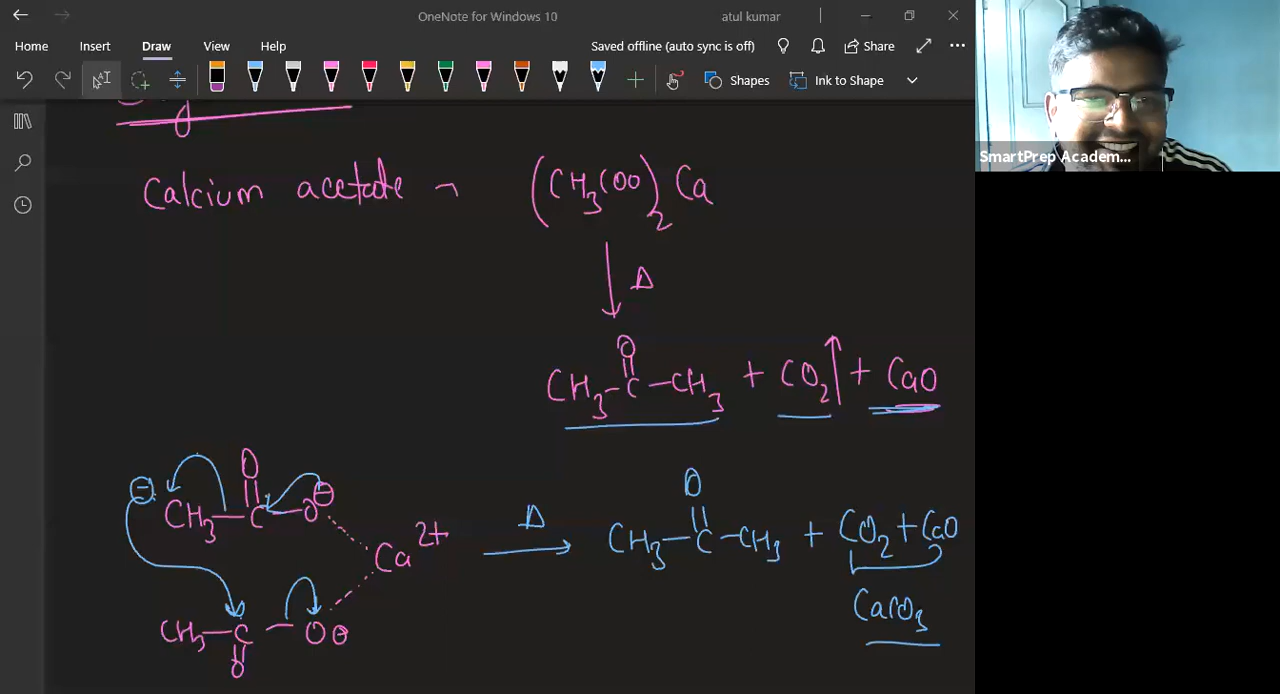 OneNote for Windows 10
atul kumar
Home Insert Draw View Help
Saved offline (auto sync is off)
Share
Shapes
Ink to Shape
SmartPrep Academ...
Calcium acetate → (CH₃COO)₂ Ca
Δ
O
CH₃-C-CH₃ + CO₂↑ + CaO
O
⊖
CH₃-C-O⊖
Ca 2+
CH₃-C-O⊖
O
Δ
O
CH₃-C-CH₃ + CO₂ + CaO
CaCO₃